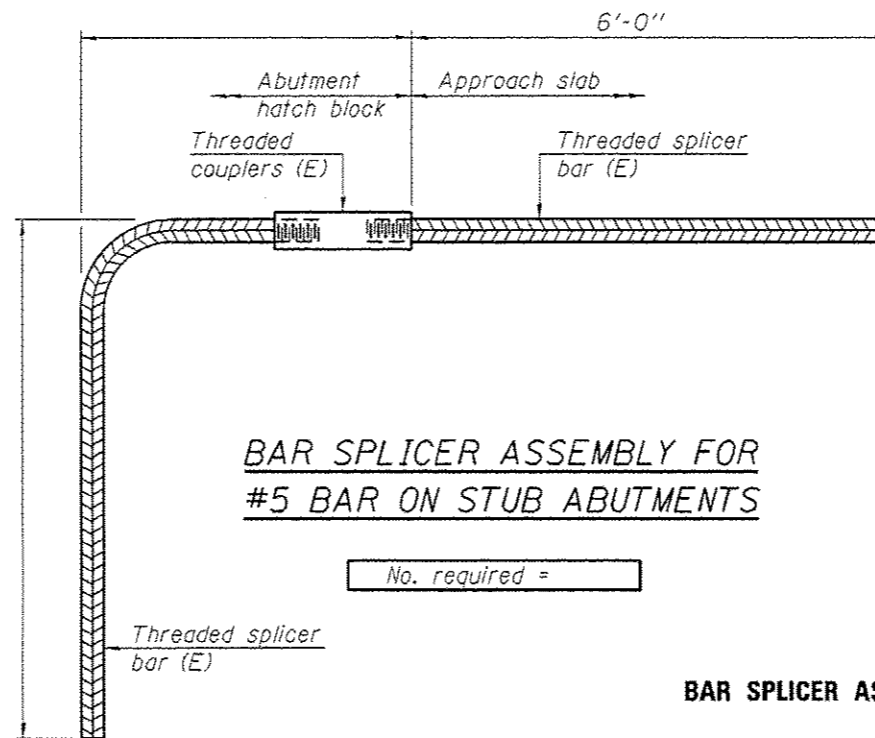 6'-0"
Abutment
hatch block
Approach slab
Threaded
couplers (E)
Threaded splicer
bar (E)
BAR SPLICER ASSEMBLY FOR
#5 BAR ON STUB ABUTMENTS
No. required =
Threaded splicer
bar (E)
BAR SPLICER AS